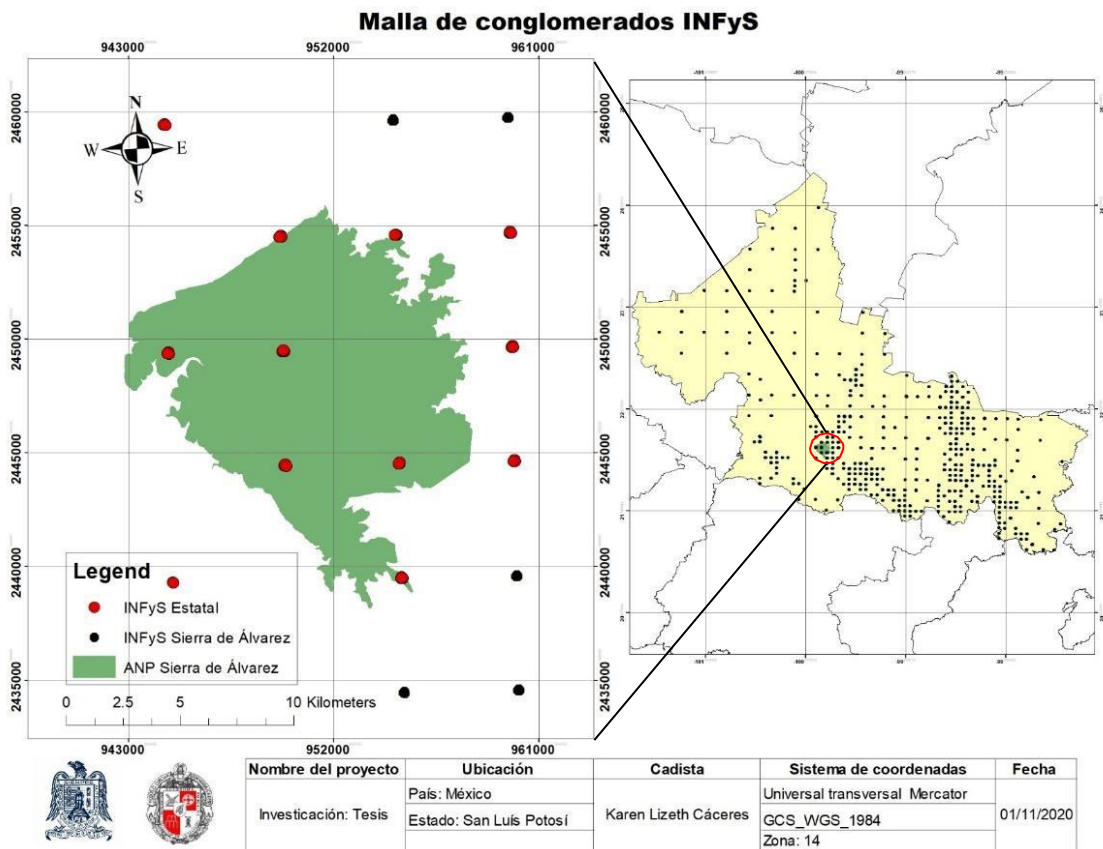 Malla de conglomerados INFyS
943000 952000 961000
N
W E
S
2460000 2460000
2455000 2455000
2450000 2450000
2445000 2445000
2440000 2440000
2435000 2435000
Legend
INFyS Estatal
INFyS Sierra de Álvarez
ANP Sierra de Álvarez
0 2.5 5 10 Kilometers
943000 952000 961000
Nombre del proyecto Ubicación Cadista Sistema de coordenadas Fecha
Investigación: Tesis
País: México
Estado: San Luis Potosí
Karen Lizeth Cáceres
Universal transversal Mercator
GCS_WGS_1984
Zona: 14
01/11/2020